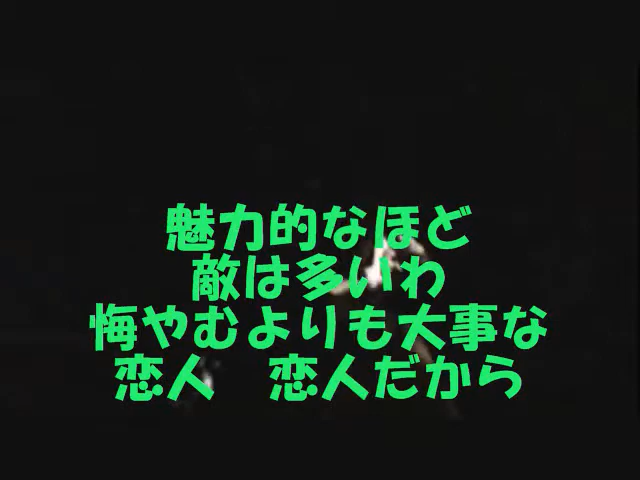 魅力的なほど
敵は多いわ
悔やむよりも大事な
恋人　恋人だから